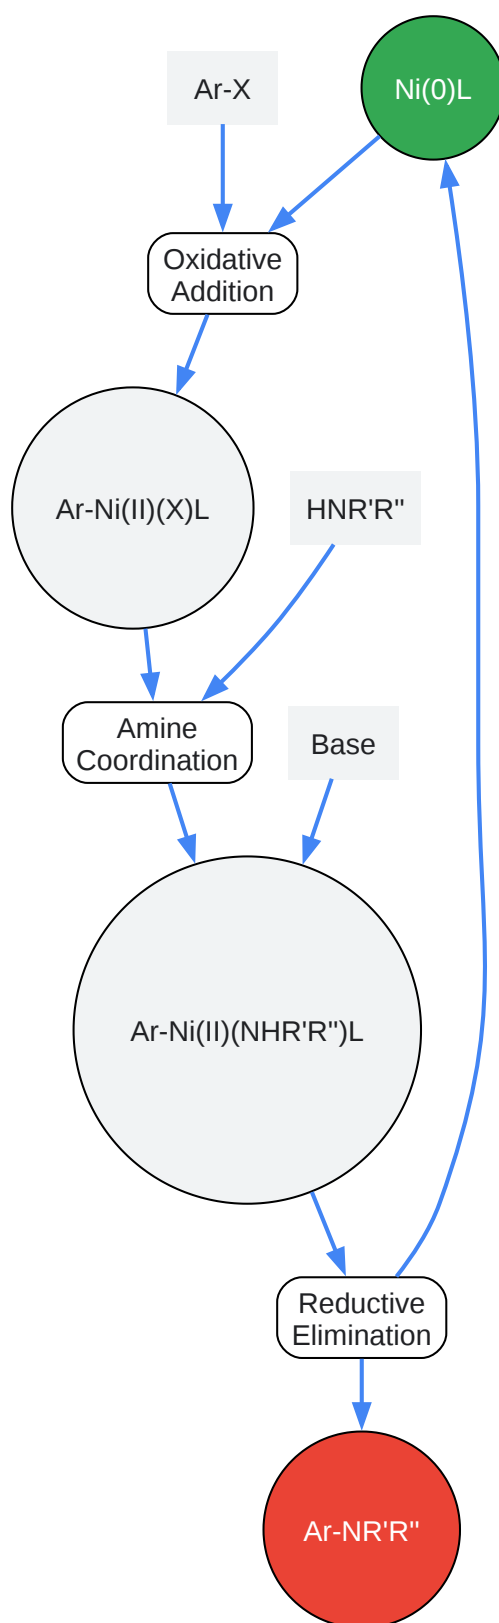 Ar-X
Ni(0)L
Oxidative
Addition
Ar-Ni(II)(X)L
HNR'R"
Amine
Coordination
Base
Ar-Ni(II)(NHR'R")L
Reductive
Elimination
Ar-NR'R"